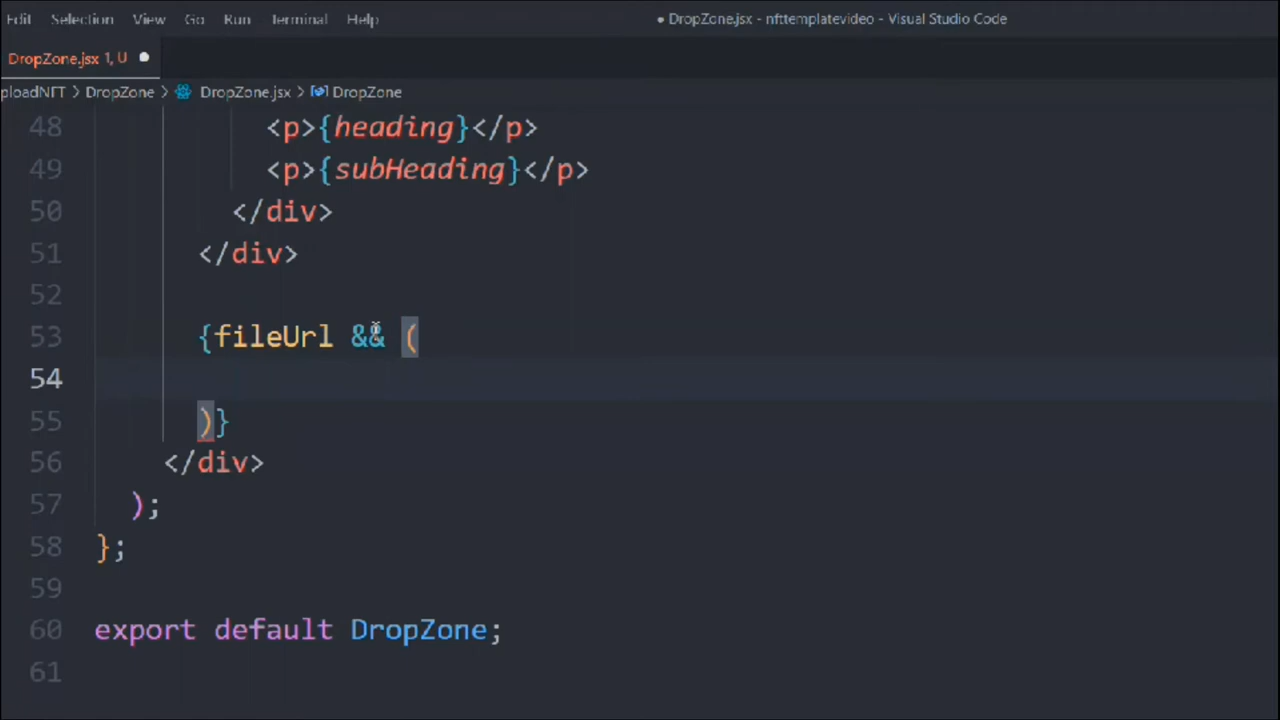 Edit Selection View Go Run Terminal Help ● DropZone.jsx - nfttemplatevideo - Visual Studio Code
DropZone.jsx 1, U ●
ploadNFT > DropZone > DropZone.jsx > DropZone
48 <p>{heading}</p>
49 <p>{subHeading}</p>
50 </div>
51 </div>
52
53 {fileUrl && (
54
55 )}
56 </div>
57 );
58 };
59
60 export default DropZone;
61